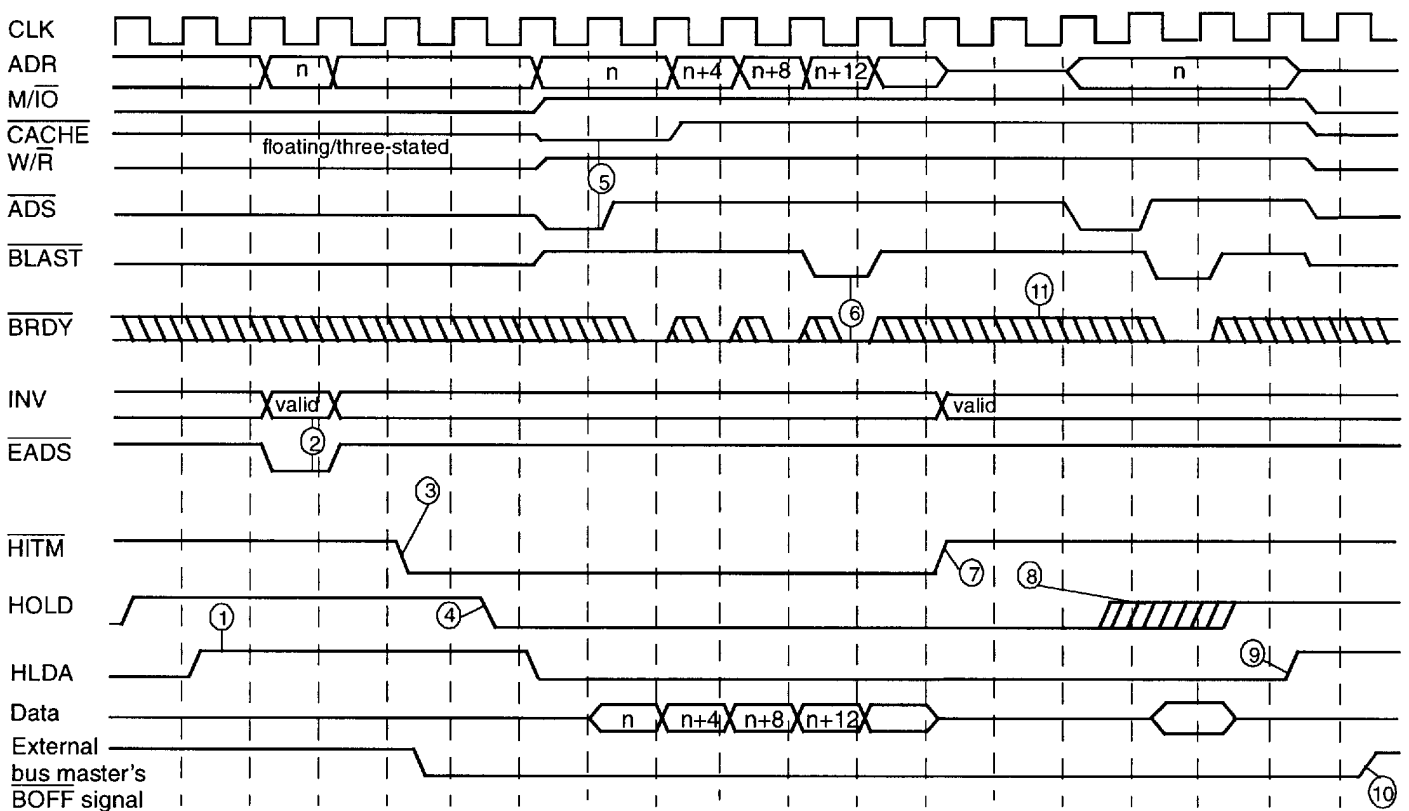 CLK
ADR
n
n
n+4
n+8
n+12
n
M/IO
CACHE
floating/three-stated
W/R
5
ADS
BLAST
11
BRDY
6
INV
valid
valid
EADS
2
3
HITM
7
8
HOLD
1
4
HLDA
9
Data
n
n+4
n+8
n+12
External
bus master's
BOFF signal
10